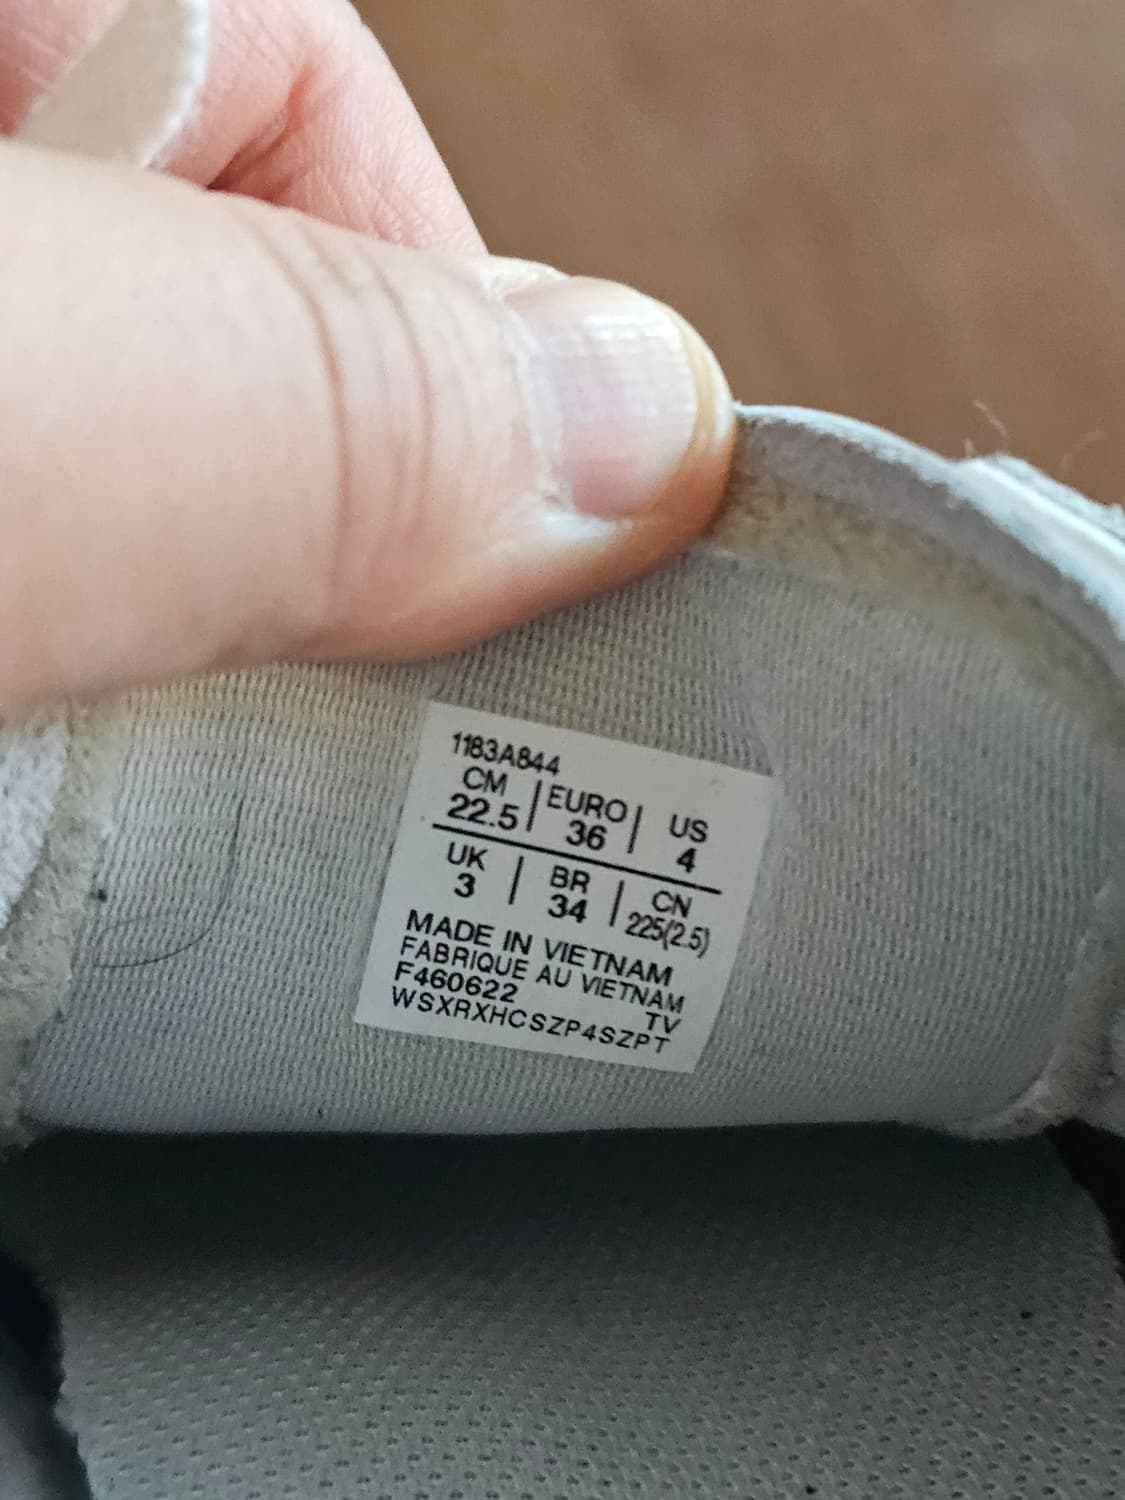 1183A844
CM | EURO | US
22.5 | 36 | 4
UK | BR | CN
3 | 34 | 225(2.5)
MADE IN VIETNAM
FABRIQUE AU VIETNAM
F460622 TV
WSXRXHCSZP4SZPT